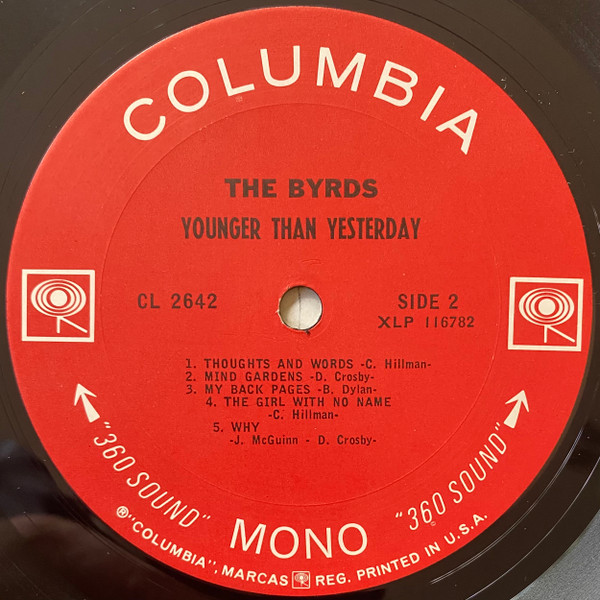 COLUMBIA
THE BYRDS
YOUNGER THAN YESTERDAY
CL 2642
SIDE 2
XLP 116782
1. THOUGHTS AND WORDS -C. Hillman-
2. MIND GARDENS -D. Crosby-
3. MY BACK PAGES -B. Dylan-
4. THE GIRL WITH NO NAME
-C. Hillman-
5. WHY
-J. McGuinn - D. Crosby-
"360 SOUND" MONO "360 SOUND"
®"COLUMBIA", MARCAS REG. PRINTED IN U.S.A.